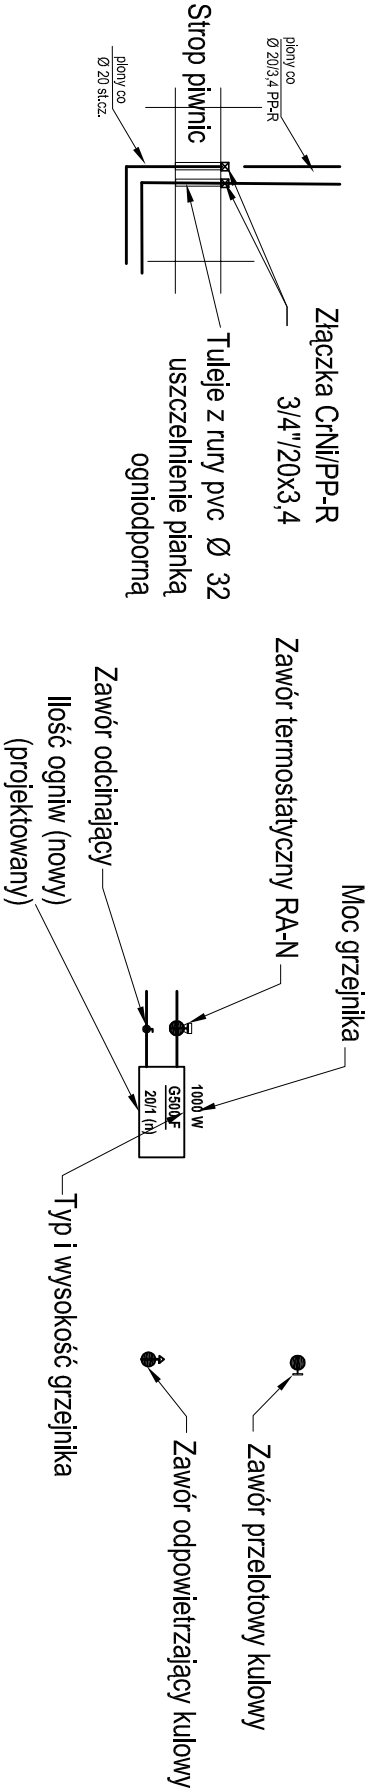 piony co
Ø 20/3,4 PP-R
Strop piwnic
piony co
Ø 20 st.cz.
Złączka CrNi/PP-R
3/4"/20x3,4
Tuleje z rury pvc Ø 32
uszczelnienie pianką
ogniodporną
Zawór termostatyczny RA-N
Moc grzejnika
Zawór odcinający
Ilość ogniw (nowy)
(projektowany)
1000 W
G500F
20/1 (n)
Typ i wysokość grzejnika
Zawór przelotowy kulowy
Zawór odpowietrzający kulowy